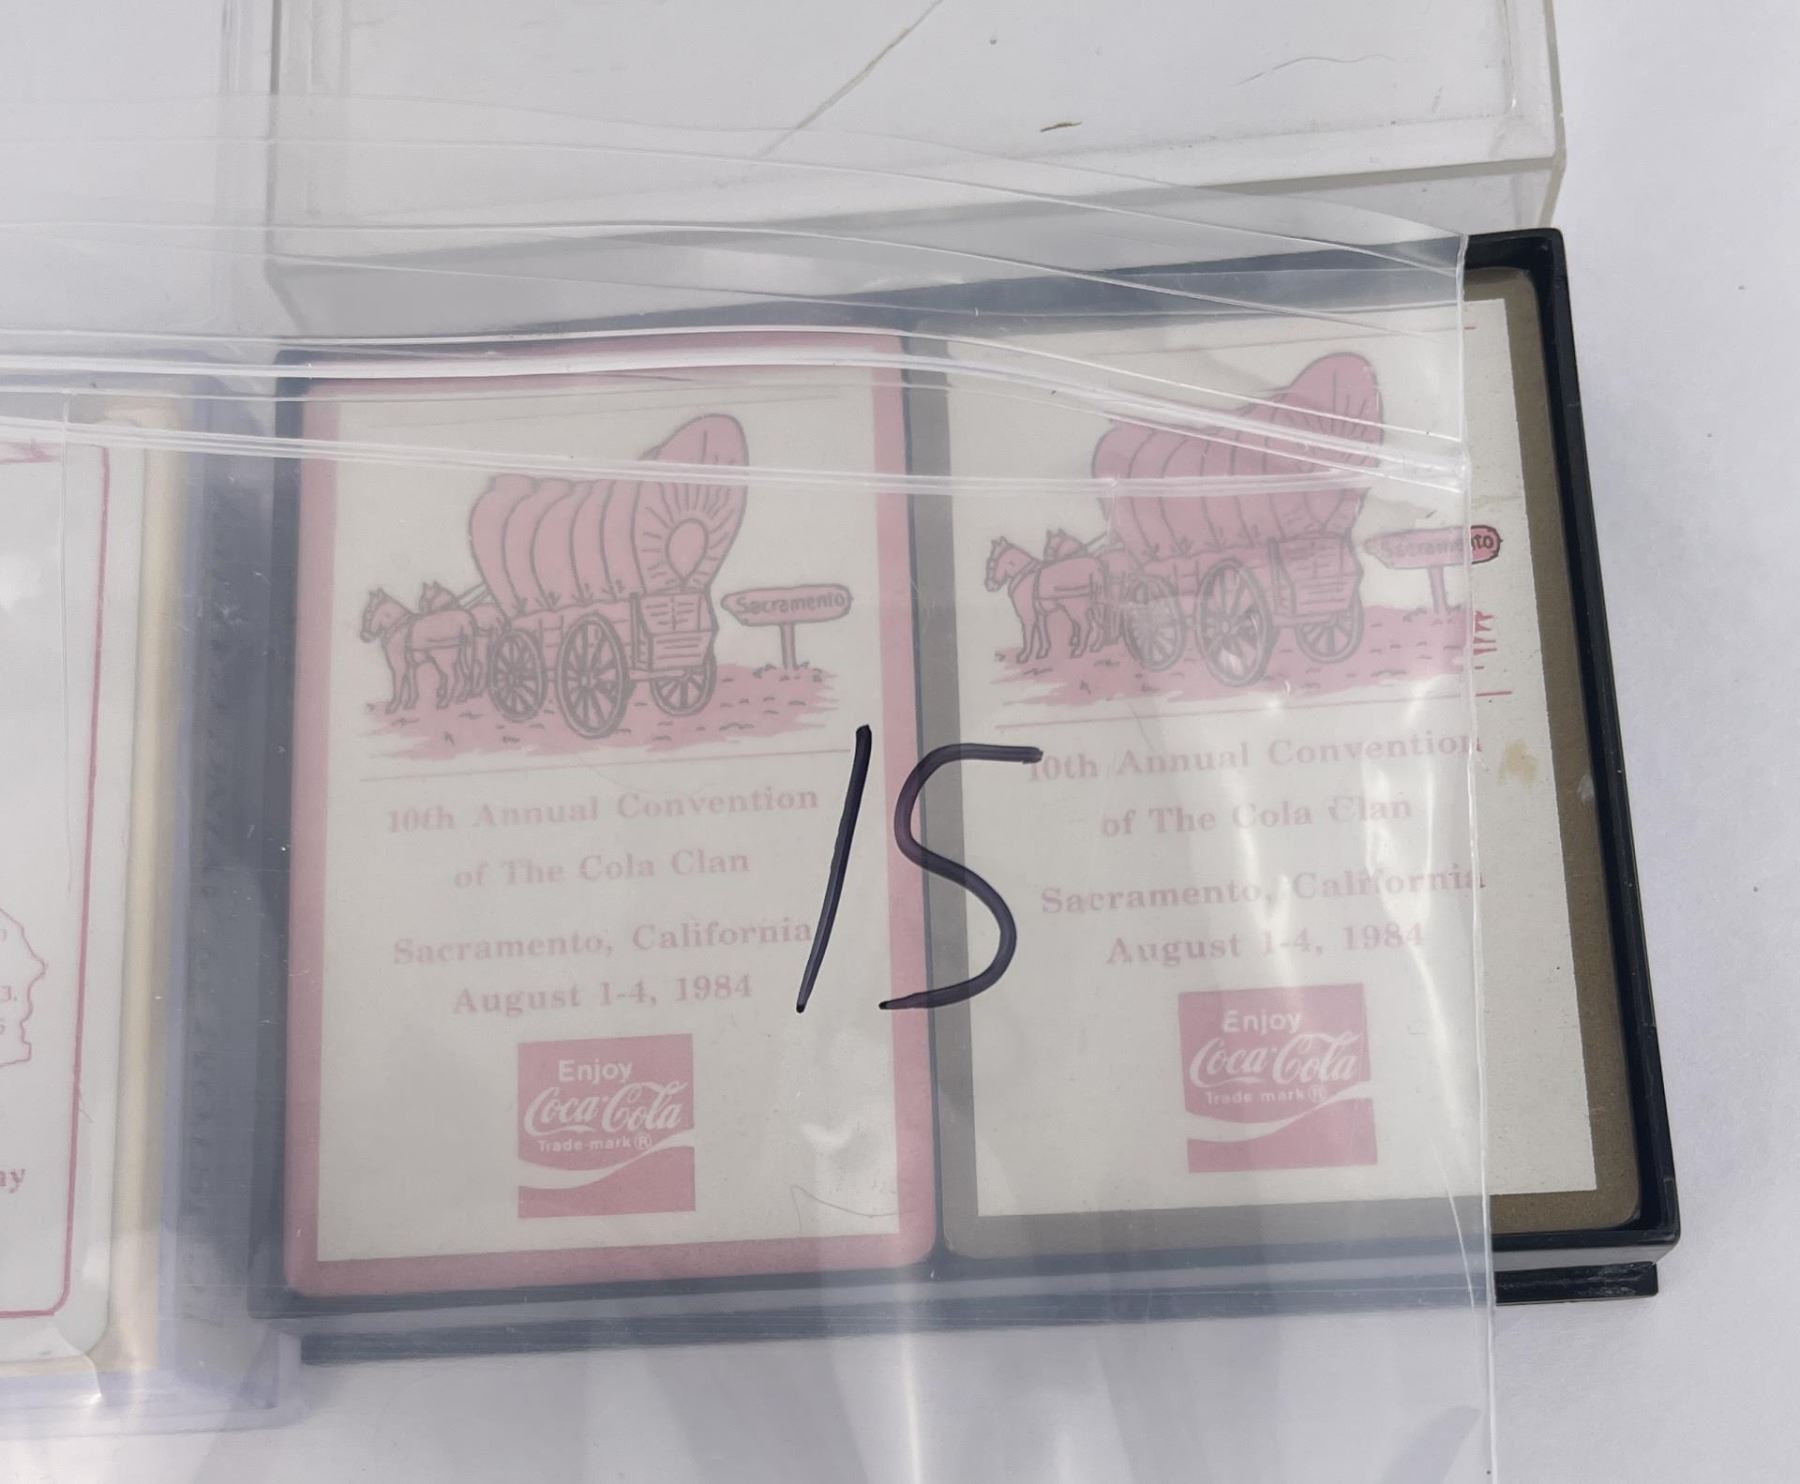 Sacramento
10th Annual Convention
of The Cola Clan
Sacramento, California
August 1-4, 1984
Enjoy
Coca-Cola
Trade-mark ®
15
Sacramento
10th Annual Convention
of The Cola Clan
Sacramento, California
August 1-4, 1984
Enjoy
Coca-Cola
Trade mark ®
3.